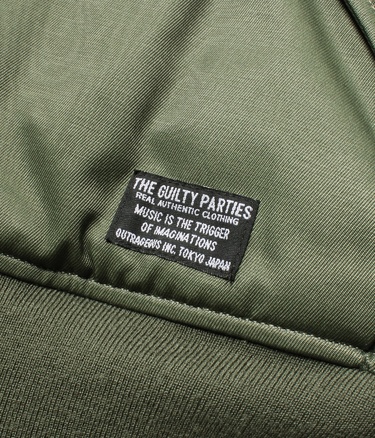 THE GUILTY PARTIES
REAL AUTHENTIC CLOTHING
MUSIC IS THE TRIGGER
OF IMAGINATIONS
OUTRAGEOUS INC. TOKYO JAPAN